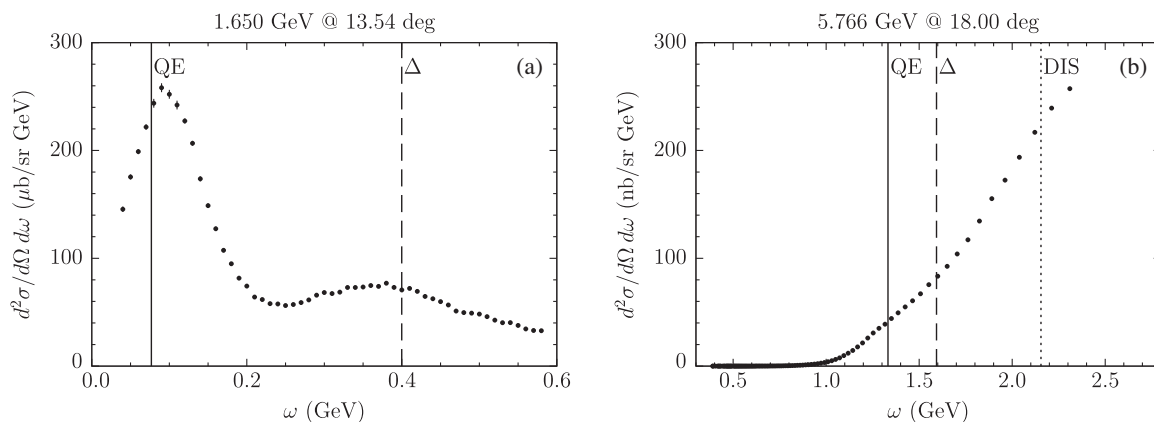 1.650 GeV @ 13.54 deg
300
200
100
0
0.0 0.2 0.4 0.6
QE Δ (a)
d²σ/dΩ dω (μb/sr GeV)
ω (GeV)
5.766 GeV @ 18.00 deg
300
200
100
0
0.5 1.0 1.5 2.0 2.5
QE Δ DIS (b)
d²σ/dΩ dω (nb/sr GeV)
ω (GeV)